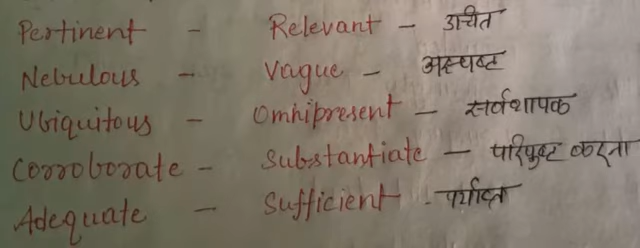 Pertinent - Relevant - उचित
Nebulous - Vague - अस्पष्ट
Ubiquitous - Omnipresent - सर्वव्यापक
Corroborate - Substantiate - परिपुष्ट करना
Adequate - Sufficient - पर्याप्त